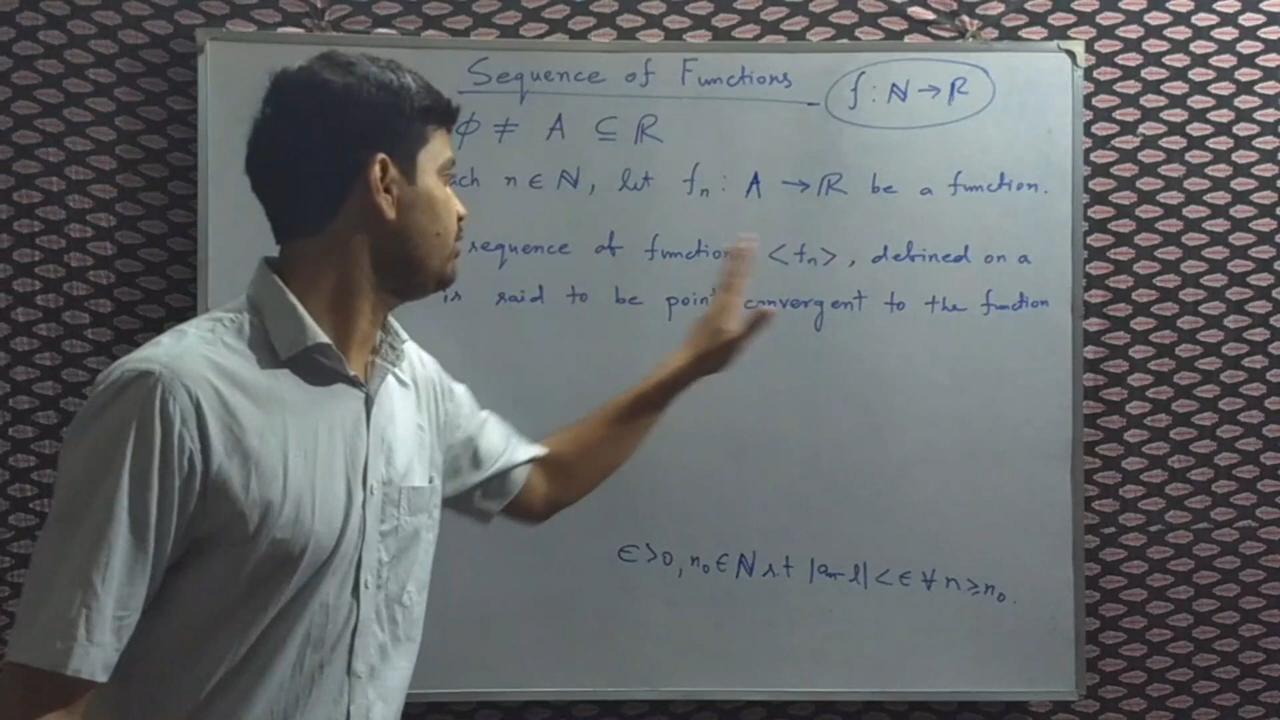 Sequence of Functions
f : ℕ → ℝ
ϕ ≠ A ⊆ ℝ
n ∈ ℕ, let fₙ : A → ℝ be a function.
sequence of function <fₙ>, defined on a
is said to be convergent to the function
ϵ>0, n₀ ∈ ℕ s.t |aₙ-l| < ϵ ∀ n ⩾ n₀.